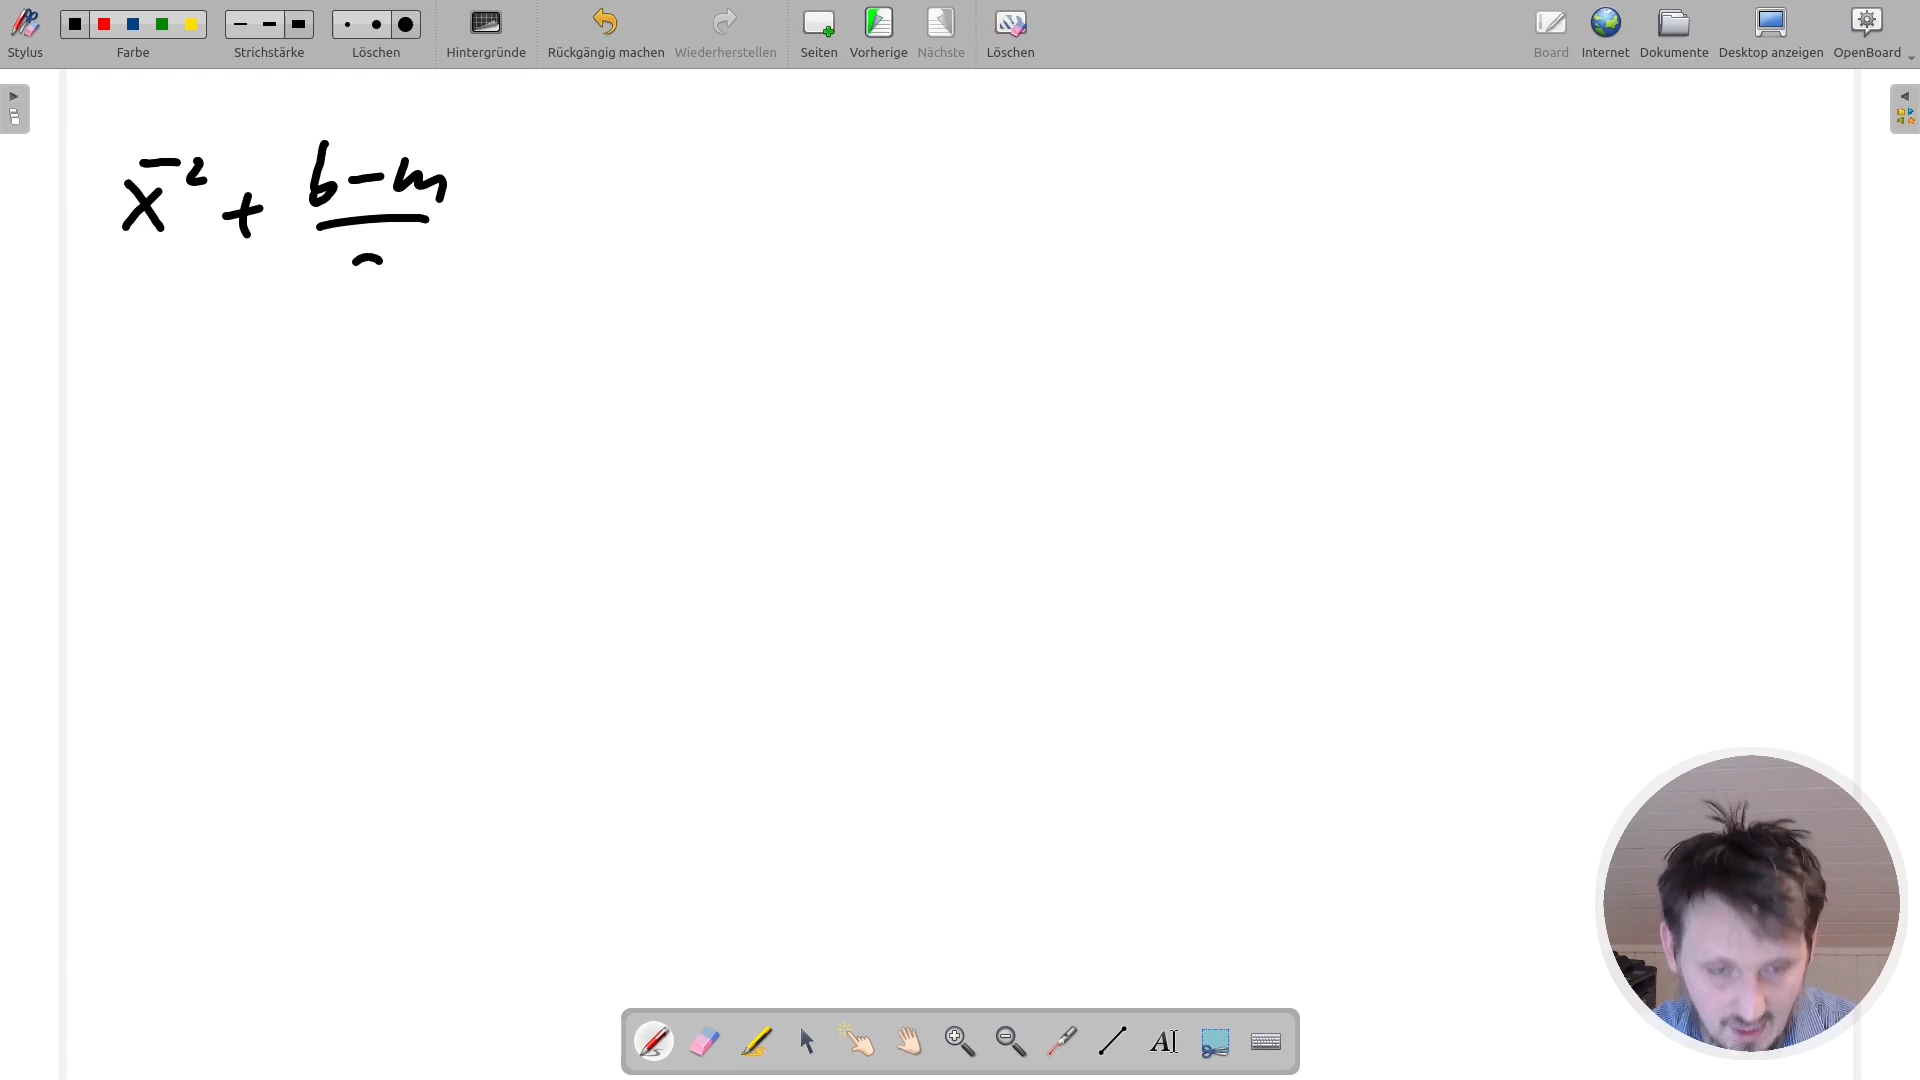 Stylus Farbe Strichstärke Löschen Hintergründe Rückgängig machen Wiederherstellen Seiten Vorherige Nächste Löschen Board Internet Dokumente Desktop anzeigen OpenBoard
x̄² + (b-m)/
AI